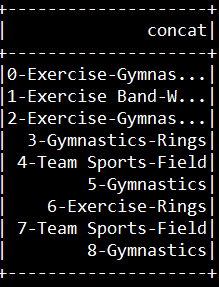 concat
0-Exercise-Gymnas...
1-Exercise Band-W...
2-Exercise-Gymnas...
3-Gymnastics-Rings
4-Team Sports-Field
5-Gymnastics
6-Exercise-Rings
7-Team Sports-Field
8-Gymnastics